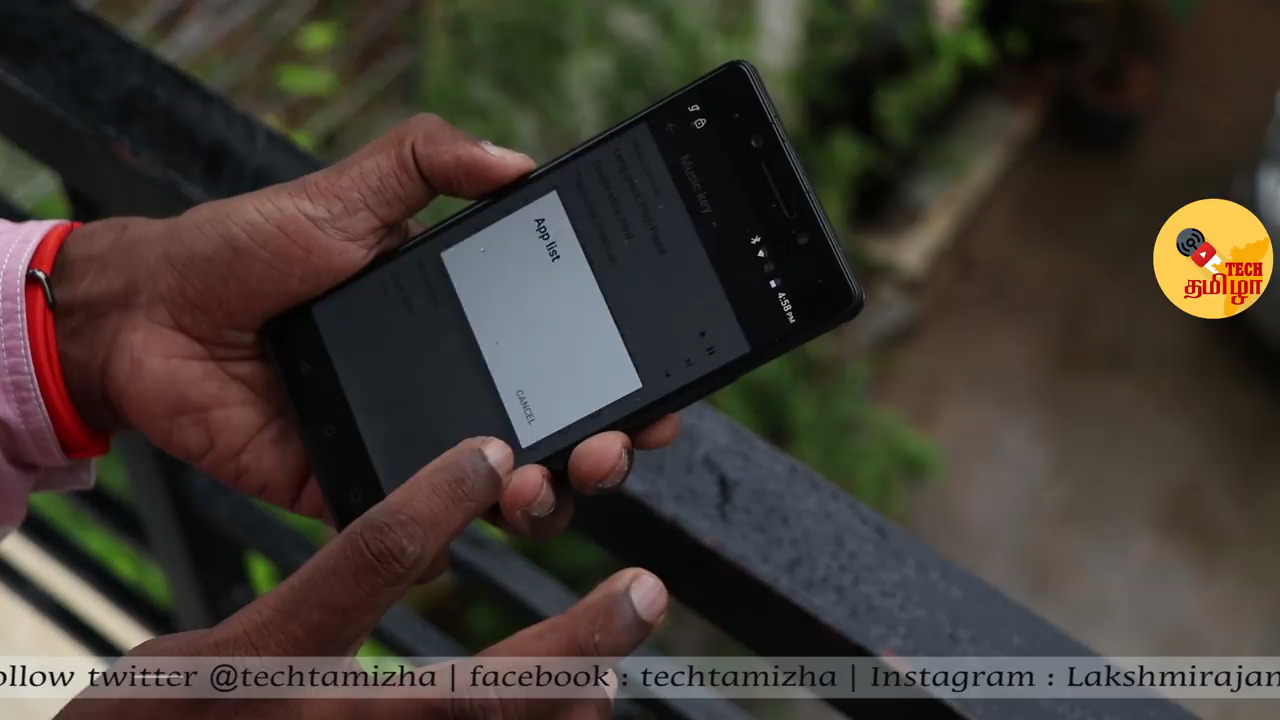 Music key
4:58 PM
App list
CANCEL
TECH
தமிழா
ollow twitter @techtamizha | facebook : techtamizha | Instagram : Lakshmirajan